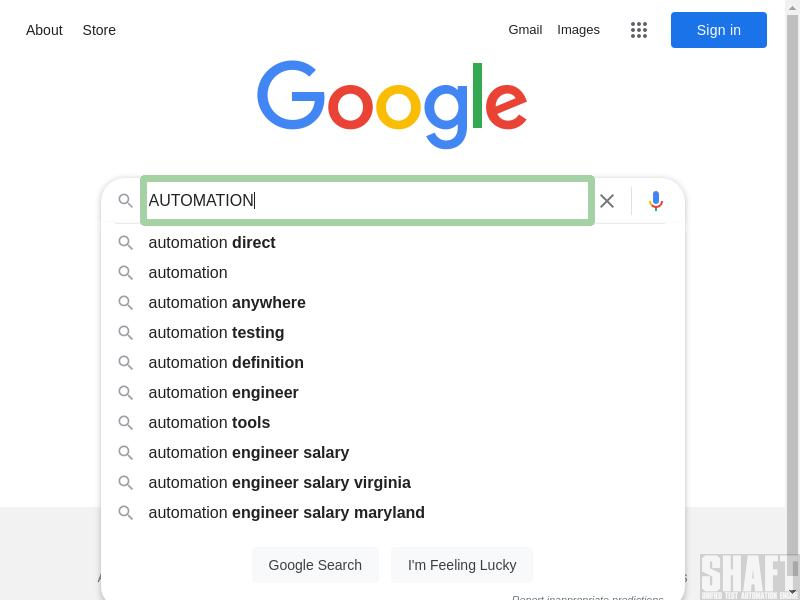 About Store Gmail Images Sign in
Google
AUTOMATION
automation direct
automation
automation anywhere
automation testing
automation definition
automation engineer
automation tools
automation engineer salary
automation engineer salary virginia
automation engineer salary maryland
Google Search I'm Feeling Lucky
Report inappropriate predictions
SHAFT